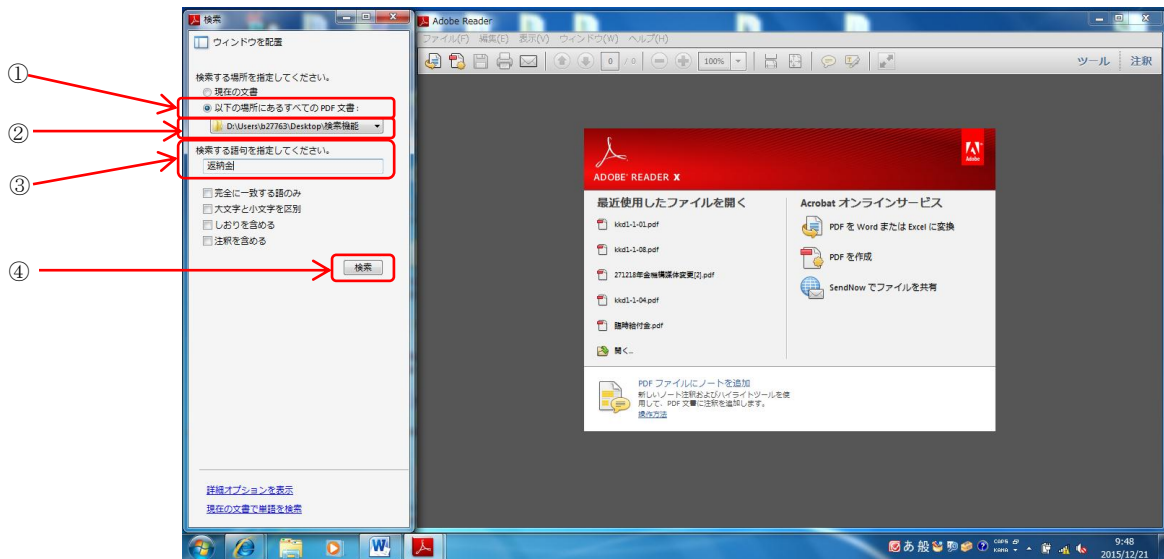 ①
②
③
④
検索
ウィンドウを配置
検索する場所を指定してください。
現在の文書
以下の場所にあるすべての PDF 文書:
D:\Users\b27763\Desktop\検索機能
検索する語句を指定してください。
返納金
完全に一致する語のみ
大文字と小文字を区別
しおりを含める
注釈を含める
検索
詳細オプションを表示
現在の文書で単語を検索
Adobe Reader
ファイル(F) 編集(E) 表示(V) ウィンドウ(W) ヘルプ(H)
0 / 0 100% ツール 注釈
Adobe
ADOBE® READER X
最近使用したファイルを開く
kkd1-1-01.pdf
kkd1-1-08.pdf
271218年金機構媒体変更[2].pdf
kkd1-1-04.pdf
臨時給付金.pdf
開く...
Acrobat オンラインサービス
PDF を Word または Excel に変換
PDF を作成
SendNow でファイルを共有
PDF ファイルにノートを追加
新しいノート注釈およびハイライトツールを使
用して、PDF 文書に注釈を追加します。
操作方法
あ 般 CAPS KANA
9:48
2015/12/21